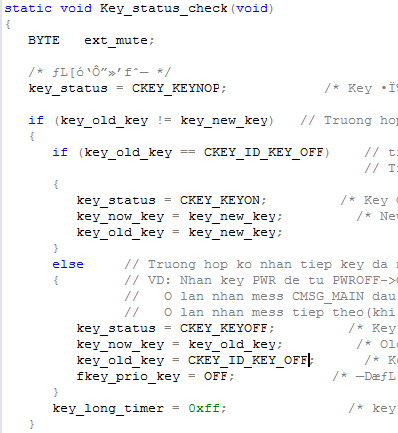 static void Key_status_check(void)
{
BYTE ext_mute;
/* ƒL[ó‘Ô”»’fˆ— */
key_status = CKEY_KEYNOP; /* Key •Ï
if (key_old_key != key_new_key) // Truong hop
{
if (key_old_key == CKEY_ID_KEY_OFF) // ti
// T
{
key_status = CKEY_KEYON; /* Key
key_now_key = key_new_key; /* Ne
key_old_key = key_new_key;
}
else // Truong hop ko nhan tiep key da
{ // VD: Nhan key PWR de tu PWROFF->
// O lan nhan mess CMSG_MAIN dau
// O lan nhan mess tiep theo(khi
key_status = CKEY_KEYOFF; /* Key
key_now_key = key_old_key; /* Old
key_old_key = CKEY_ID_KEY_OFF; /* K
fkey_prio_key = OFF; /* —DæƒL
}
key_long_timer = 0xff; /* key
}